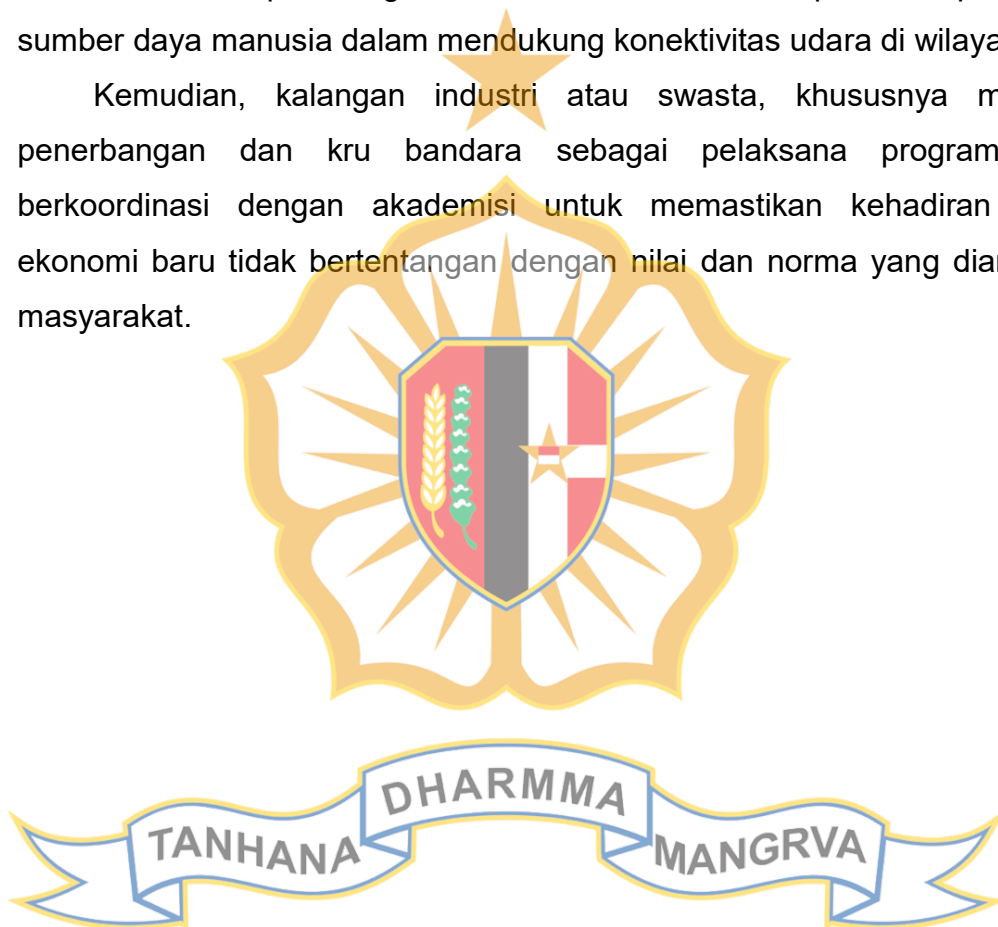 sumber daya manusia dalam mendukung konektivitas udara di
Kemudian, kalangan industri atau swasta, khususnya
penerbangan dan kru bandara sebagai pelaksana program
berkoordinasi dengan akademisi untuk memastikan kehadiran
ekonomi baru tidak bertentangan dengan nilai dan norma yang
masyarakat.
DHARMMA
TANHANA MANGRVA